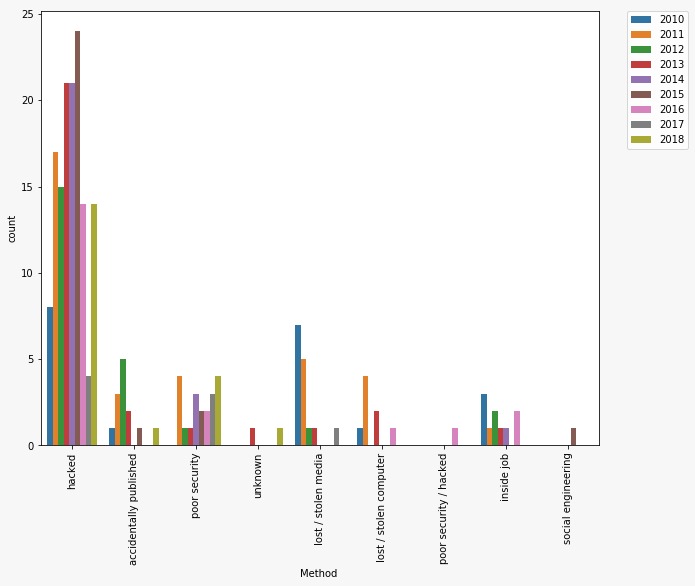 25
20
15
10
5
0
count
hacked
accidentally published
poor security
unknown
lost / stolen media
lost / stolen computer
poor security / hacked
inside job
social engineering
Method
2010
2011
2012
2013
2014
2015
2016
2017
2018